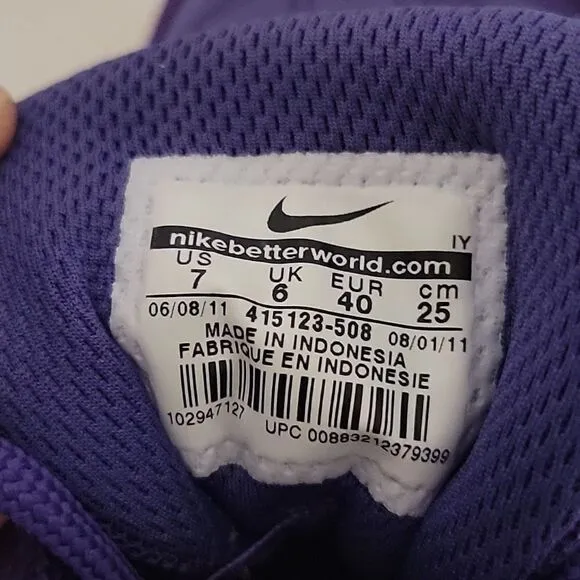 IY
nikebetterworld.com
US UK EUR cm
7 6 40 25
06/08/11 415123-508 08/01/11
MADE IN INDONESIA
FABRIQUE EN INDONESIE
102947127
UPC 00883212379399